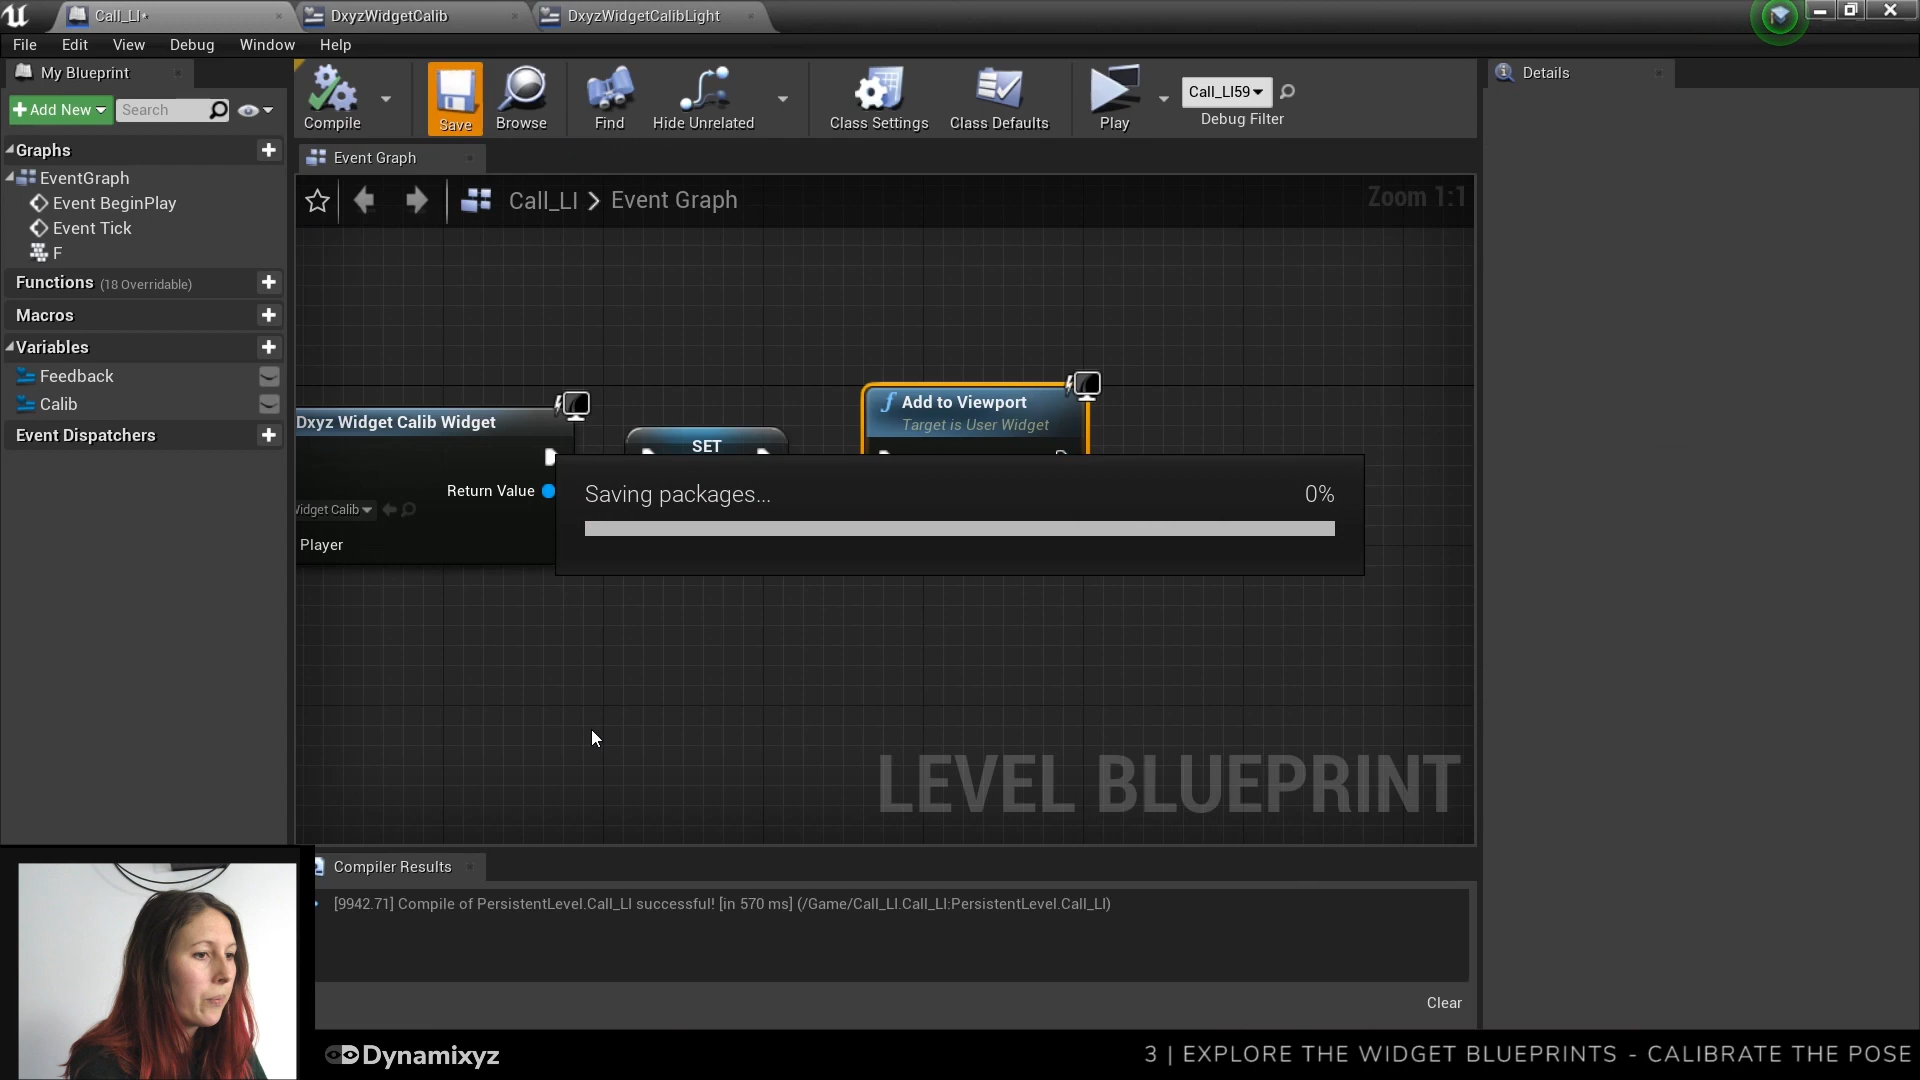 Call_LI*
DxyzWidgetCalib
DxyzWidgetCalibLight
File
Edit
View
Debug
Window
Help
My Blueprint
Add New
Search
Compile
Save
Browse
Find
Hide Unrelated
Class Settings
Class Defaults
Play
Call_LI59
Debug Filter
Details
Graphs
EventGraph
Event BeginPlay
Event Tick
F
Functions (18 Overridable)
Macros
Variables
Feedback
Calib
Event Dispatchers
Event Graph
Call_LI > Event Graph
Zoom 1:1
Dxyz Widget Calib Widget
Return Value
Widget Calib
Player
SET
Add to Viewport
Target is User Widget
Saving packages...
0%
LEVEL BLUEPRINT
Compiler Results
[9942.71] Compile of PersistentLevel.Call_LI successful! [in 570 ms] (/Game/Call_LI.Call_LI:PersistentLevel.Call_LI)
Clear
Dynamixyz
3 | EXPLORE THE WIDGET BLUEPRINTS - CALIBRATE THE POSE